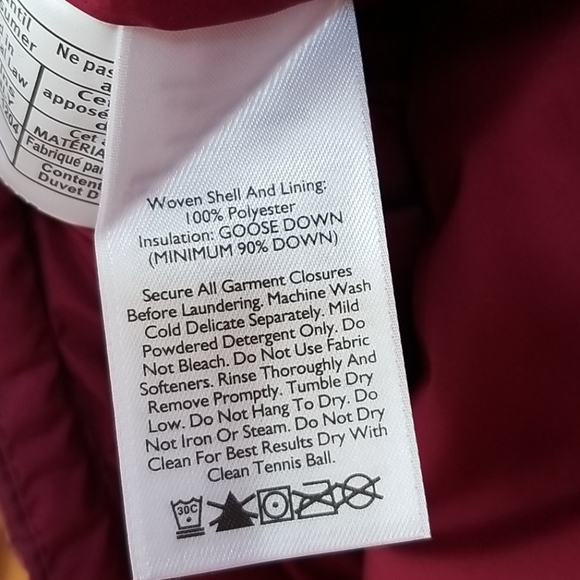 Ne pas
apposé
MATÉRIA
Fabriqué par
Content
Duvet D
Woven Shell And Lining:
100% Polyester
Insulation: GOOSE DOWN
(MINIMUM 90% DOWN)
Secure All Garment Closures
Before Laundering. Machine Wash
Cold Delicate Separately. Mild
Powdered Detergent Only. Do
Not Bleach. Do Not Use Fabric
Softeners. Rinse Thoroughly And
Remove Promptly. Tumble Dry
Low. Do Not Hang To Dry. Do
Not Iron Or Steam. Do Not Dry
Clean For Best Results Dry With
Clean Tennis Ball.
30C